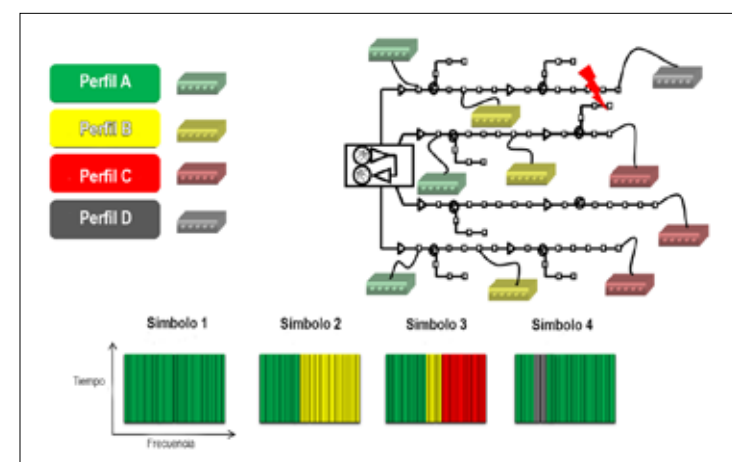 Perfil A
Perfil B
Perfil C
Perfil D
Símbolo 1
Símbolo 2
Símbolo 3
Símbolo 4
Tiempo
Frecuencia